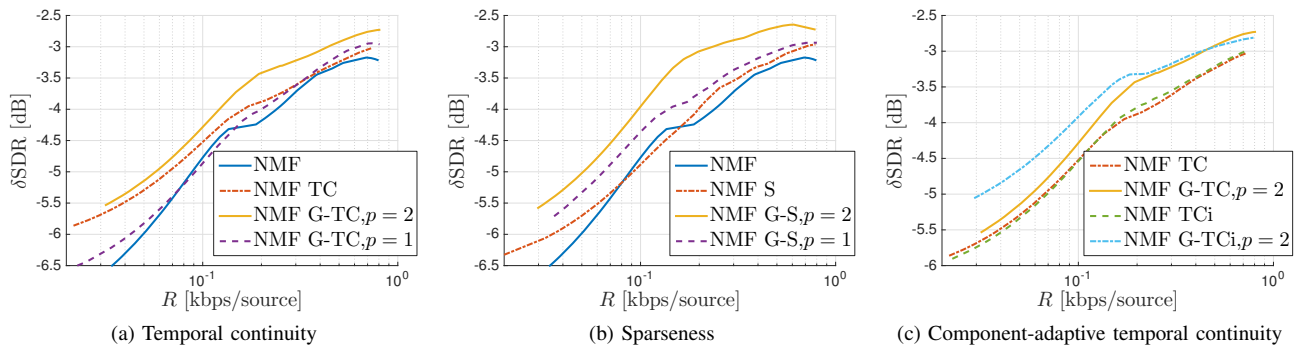 -2.5
-3
-3.5
-4
-4.5
-5
-5.5
-6
-6.5
δSDR [dB]
NMF
NMF TC
NMF G-TC,p = 2
NMF G-TC,p = 1
10^-1
10^0
R [kbps/source]
(a) Temporal continuity
-2.5
-3
-3.5
-4
-4.5
-5
-5.5
-6
-6.5
δSDR [dB]
NMF
NMF S
NMF G-S,p = 2
NMF G-S,p = 1
10^-1
10^0
R [kbps/source]
(b) Sparseness
-2.5
-3
-3.5
-4
-4.5
-5
-5.5
-6
δSDR [dB]
NMF TC
NMF G-TC,p = 2
NMF TCi
NMF G-TCi,p = 2
10^-1
10^0
R [kbps/source]
(c) Component-adaptive temporal continuity